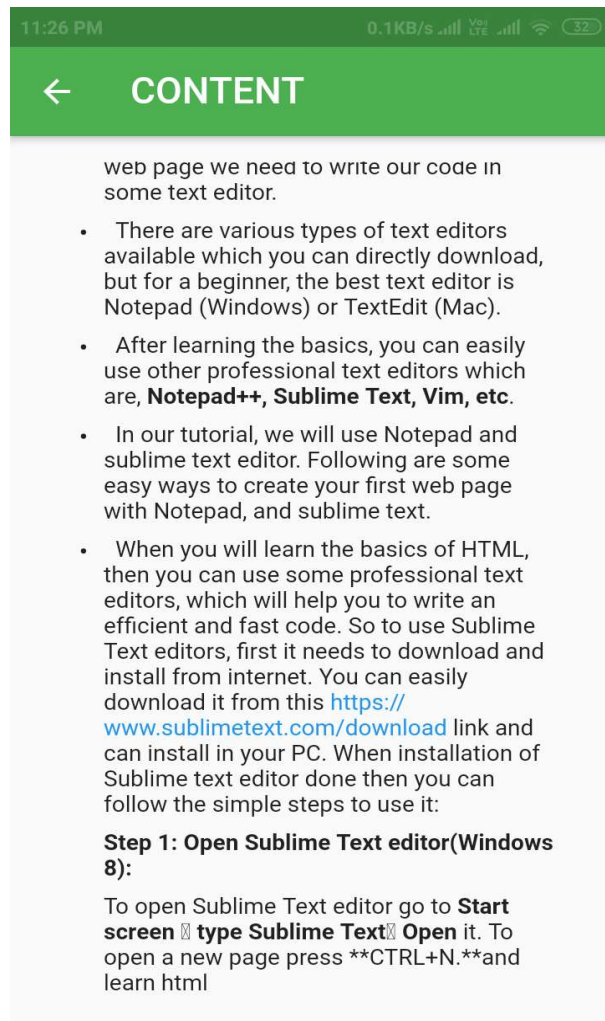 11:26 PM 0.1KB/s Vo) LTE 32
CONTENT
web page we need to write our code in
some text editor.
• There are various types of text editors
available which you can directly download,
but for a beginner, the best text editor is
Notepad (Windows) or TextEdit (Mac).
• After learning the basics, you can easily
use other professional text editors which
are, Notepad++, Sublime Text, Vim, etc.
• In our tutorial, we will use Notepad and
sublime text editor. Following are some
easy ways to create your first web page
with Notepad, and sublime text.
• When you will learn the basics of HTML,
then you can use some professional text
editors, which will help you to write an
efficient and fast code. So to use Sublime
Text editors, first it needs to download and
install from internet. You can easily
download it from this https://
www.sublimetext.com/download link and
can install in your PC. When installation of
Sublime text editor done then you can
follow the simple steps to use it:
Step 1: Open Sublime Text editor(Windows
8):
To open Sublime Text editor go to Start
screen  type Sublime Text Open it. To
open a new page press **CTRL+N.**and
learn html